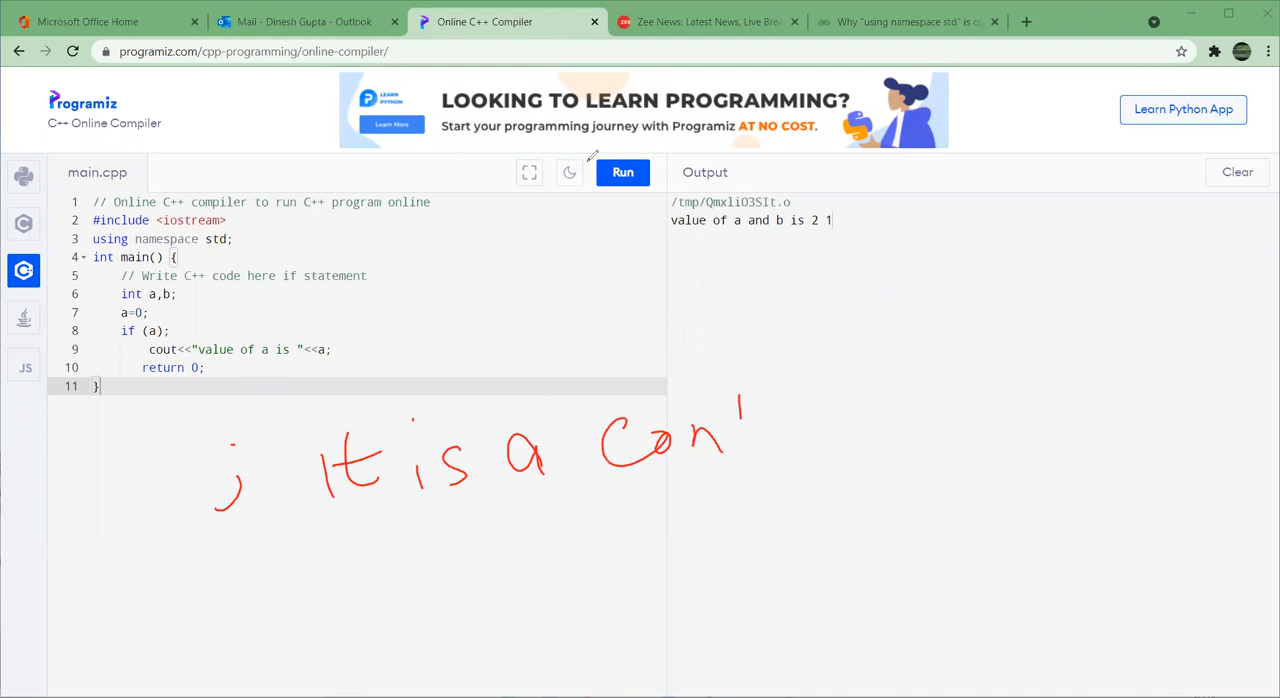 Microsoft Office Home
Mail - Dinesh Gupta - Outlook
Online C++ Compiler
Zee News: Latest News, Live Brea
Why "using namespace std" is co
programiz.com/cpp-programming/online-compiler/
Programiz
C++ Online Compiler
LEARN PYTHON
Learn More
LOOKING TO LEARN PROGRAMMING?
Start your programming journey with Programiz AT NO COST.
Learn Python App
main.cpp
Run
Output
Clear
1 // Online C++ compiler to run C++ program online
2 #include <iostream>
3 using namespace std;
4 int main() {
5 // Write C++ code here if statement
6 int a,b;
7 a=0;
8 if (a);
9 cout<<"value of a is "<<a;
10 return 0;
11 }
/tmp/QmxliO3SIt.o
value of a and b is 2 1
JS
; It is a Con'